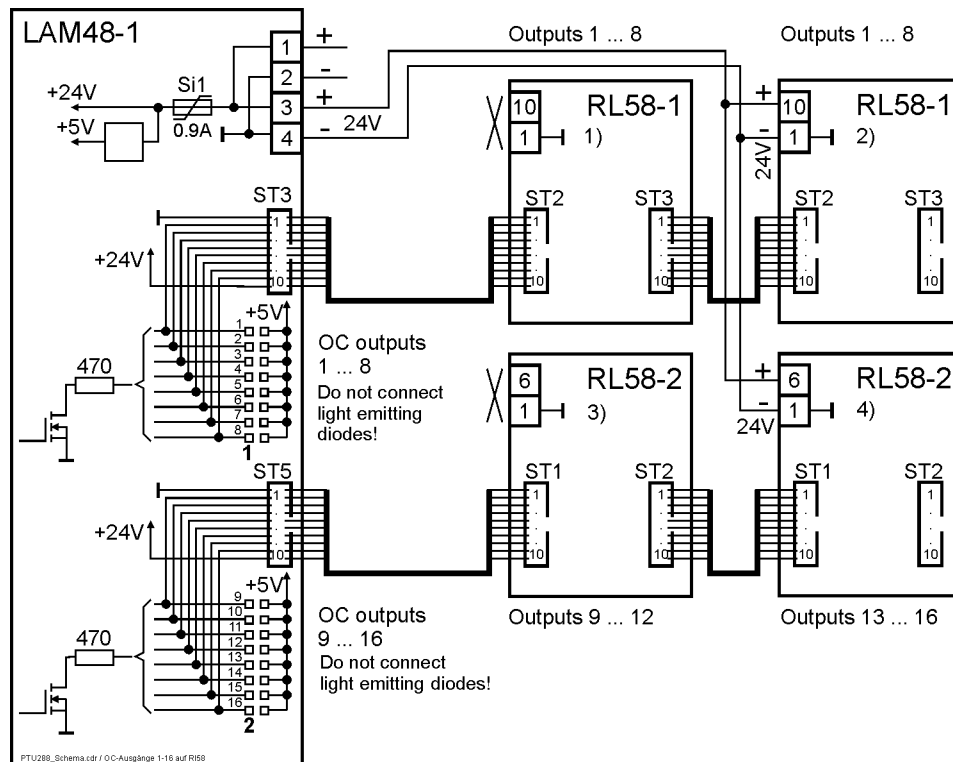 LAM48-1
Outputs 1 ... 8
Outputs 1 ... 8
1
+
2
-
3
+
4
-
24V
Si1
0.9A
+24V
+5V
RL58-1
10
1
1)
ST2
ST3
1
10
1
10
RL58-1
+
10
-
1
24V
2)
ST2
ST3
1
10
1
10
ST3
1
10
+24V
+5V
1
2
3
4
5
6
7
8
1
470
OC outputs
1 ... 8
Do not connect
light emitting
diodes!
RL58-2
6
1
3)
ST1
ST2
1
10
1
10
RL58-2
+
6
-
1
24V
4)
ST1
ST2
1
10
1
10
ST5
1
10
+24V
+5V
9
10
11
12
13
14
15
16
2
470
OC outputs
9 ... 16
Do not connect
light emitting diodes!
Outputs 9 ... 12
Outputs 13 ... 16
PTU288_Schema.cdr / OC-Ausgänge 1-16 auf Rl58